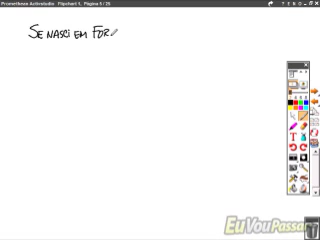 Promethean Activstudio Flipchart 1, Página 5 / 25
SE NASCI EM FOR
EuVouPassar